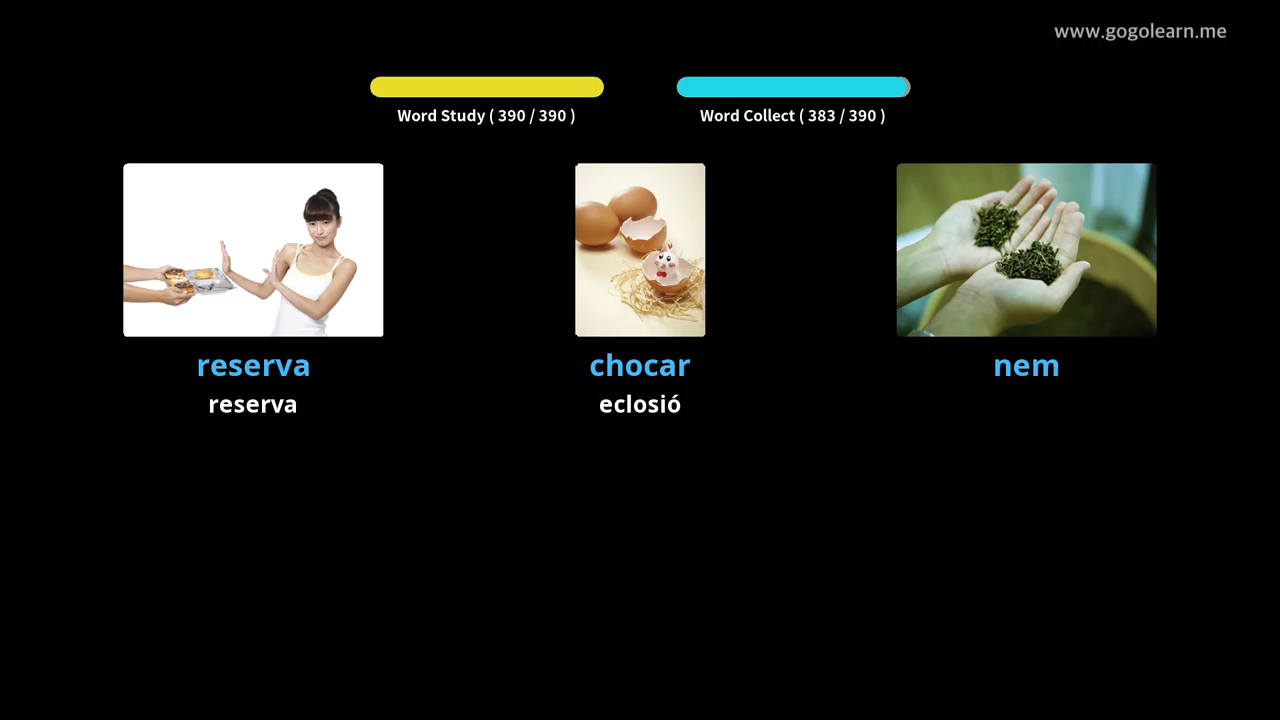 www.gogolearn.me
Word Study ( 390 / 390 )
Word Collect ( 383 / 390 )
reserva
reserva
chocar
eclosió
nem